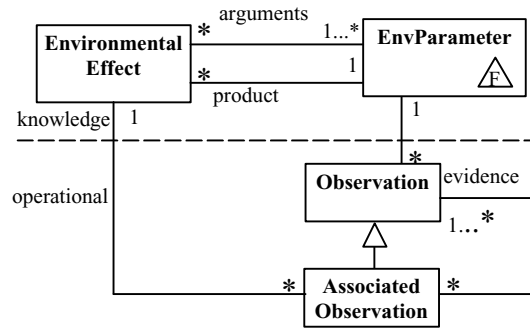 arguments
* 1...*
Environmental
Effect
EnvParameter
* 1
product
F
knowledge 1
1
operational
*
Observation
evidence
1...*
* Associated *
Observation